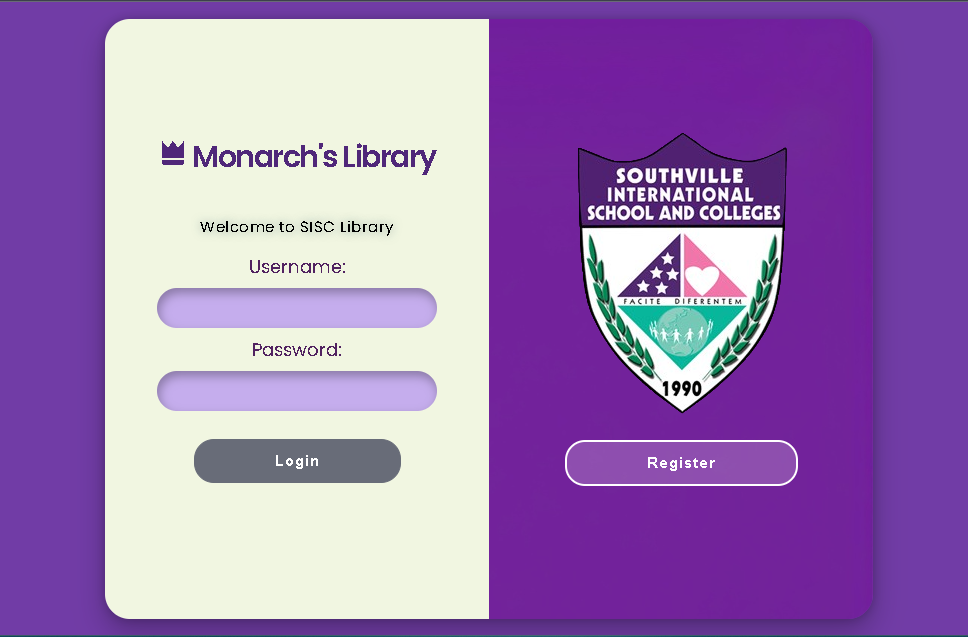 Monarch's Library
Welcome to SISC Library
Username:
Password:
Login
SOUTHVILLE
INTERNATIONAL
SCHOOL AND COLLEGES
FACITE DIFERENTEM
1990
Register